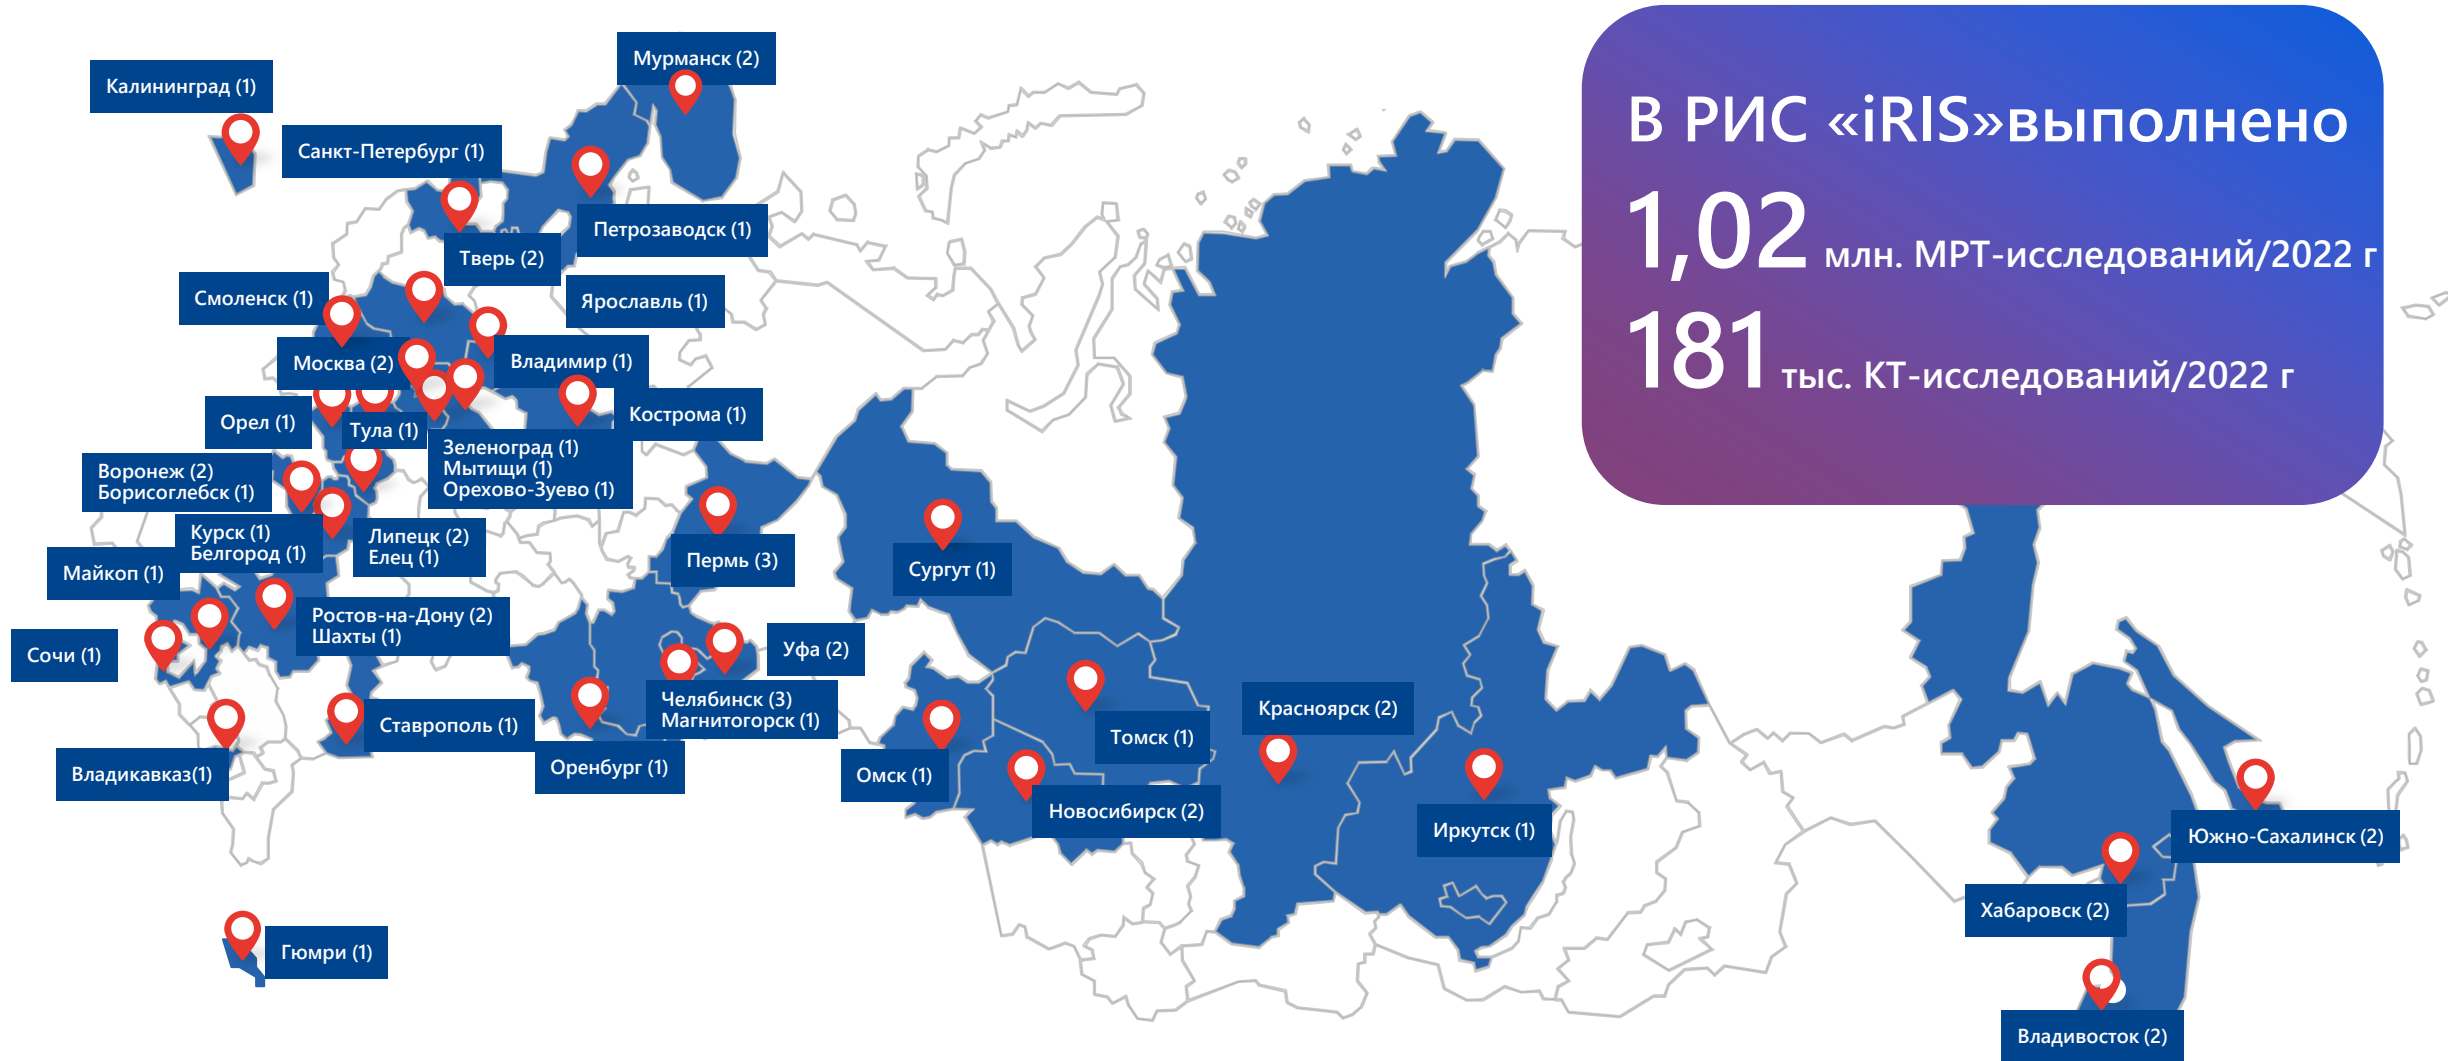 Мурманск (2)
Калининград (1)
Санкт-Петербург (1)
Петрозаводск (1)
Тверь (2)
Смоленск (1)
Ярославль (1)
Москва (2)
Владимир (1)
Кострома (1)
Орел (1)
Тула (1)
Зеленоград (1)
Мытищи (1)
Орехово-Зуево (1)
Воронеж (2)
Борисоглебск (1)
Курск (1)
Белгород (1)
Липецк (2)
Елец (1)
Майкоп (1)
Пермь (3)
Сургут (1)
Ростов-на-Дону (2)
Шахты (1)
Сочи (1)
Уфа (2)
Челябинск (3)
Магнитогорск (1)
Ставрополь (1)
Владикавказ(1)
Оренбург (1)
Омск (1)
Томск (1)
Новосибирск (2)
Красноярск (2)
Иркутск (1)
Южно-Сахалинск (2)
Хабаровск (2)
Владивосток (2)
Гюмри (1)
В РИС «iRIS»выполнено
1,02 млн. МРТ-исследований/2022 г
181 тыс. КТ-исследований/2022 г